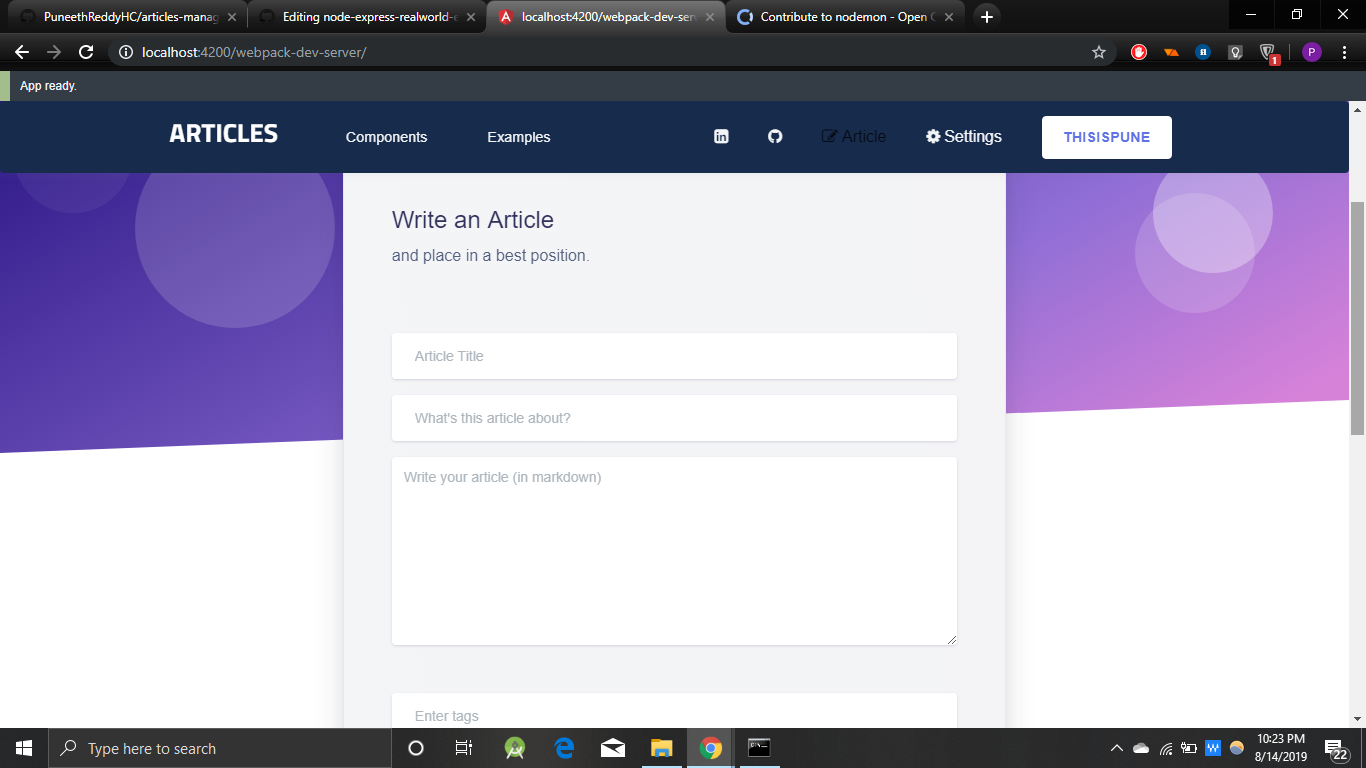 PuneethReddyHC/articles-manag
Editing node-express-realworld-e
localhost:4200/webpack-dev-serv
Contribute to nodemon - Open C
localhost:4200/webpack-dev-server/
1
P
App ready.
ARTICLES
Components
Examples
in
Article
Settings
THISISPUNE
Write an Article
and place in a best position.
Article Title
What's this article about?
Write your article (in markdown)
Enter tags
Type here to search
W
10:23 PM
8/14/2019
22